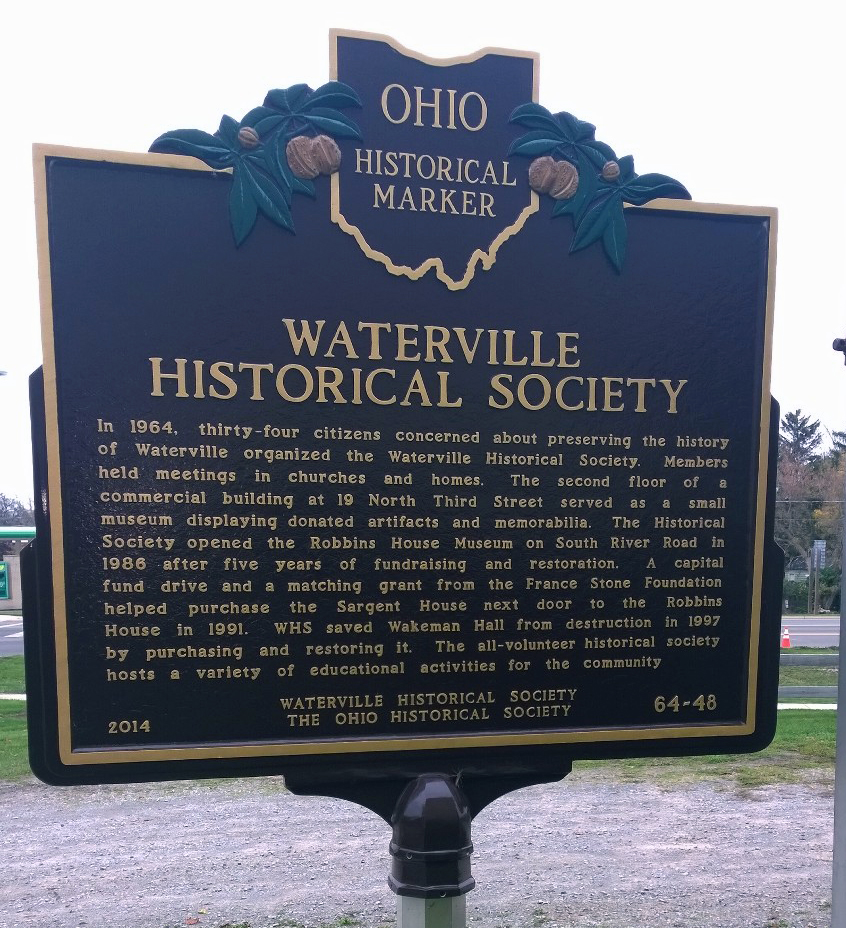 OHIO
HISTORICAL
MARKER
WATERVILLE
HISTORICAL SOCIETY
In 1964, thirty-four citizens concerned about preserving the history
of Waterville organized the Waterville Historical Society. Members
held meetings in churches and homes. The second floor of a
commercial building at 19 North Third Street served as a small
museum displaying donated artifacts and memorabilia. The Historical
Society opened the Robbins House Museum on South River Road in
1986 after five years of fundraising and restoration. A capital
fund drive and a matching grant from the France Stone Foundation
helped purchase the Sargent House next door to the Robbins
House in 1991. WHS saved Wakeman Hall from destruction in 1997
by purchasing and restoring it. The all-volunteer historical society
hosts a variety of educational activities for the community
WATERVILLE HISTORICAL SOCIETY
THE OHIO HISTORICAL SOCIETY
2014
64-48